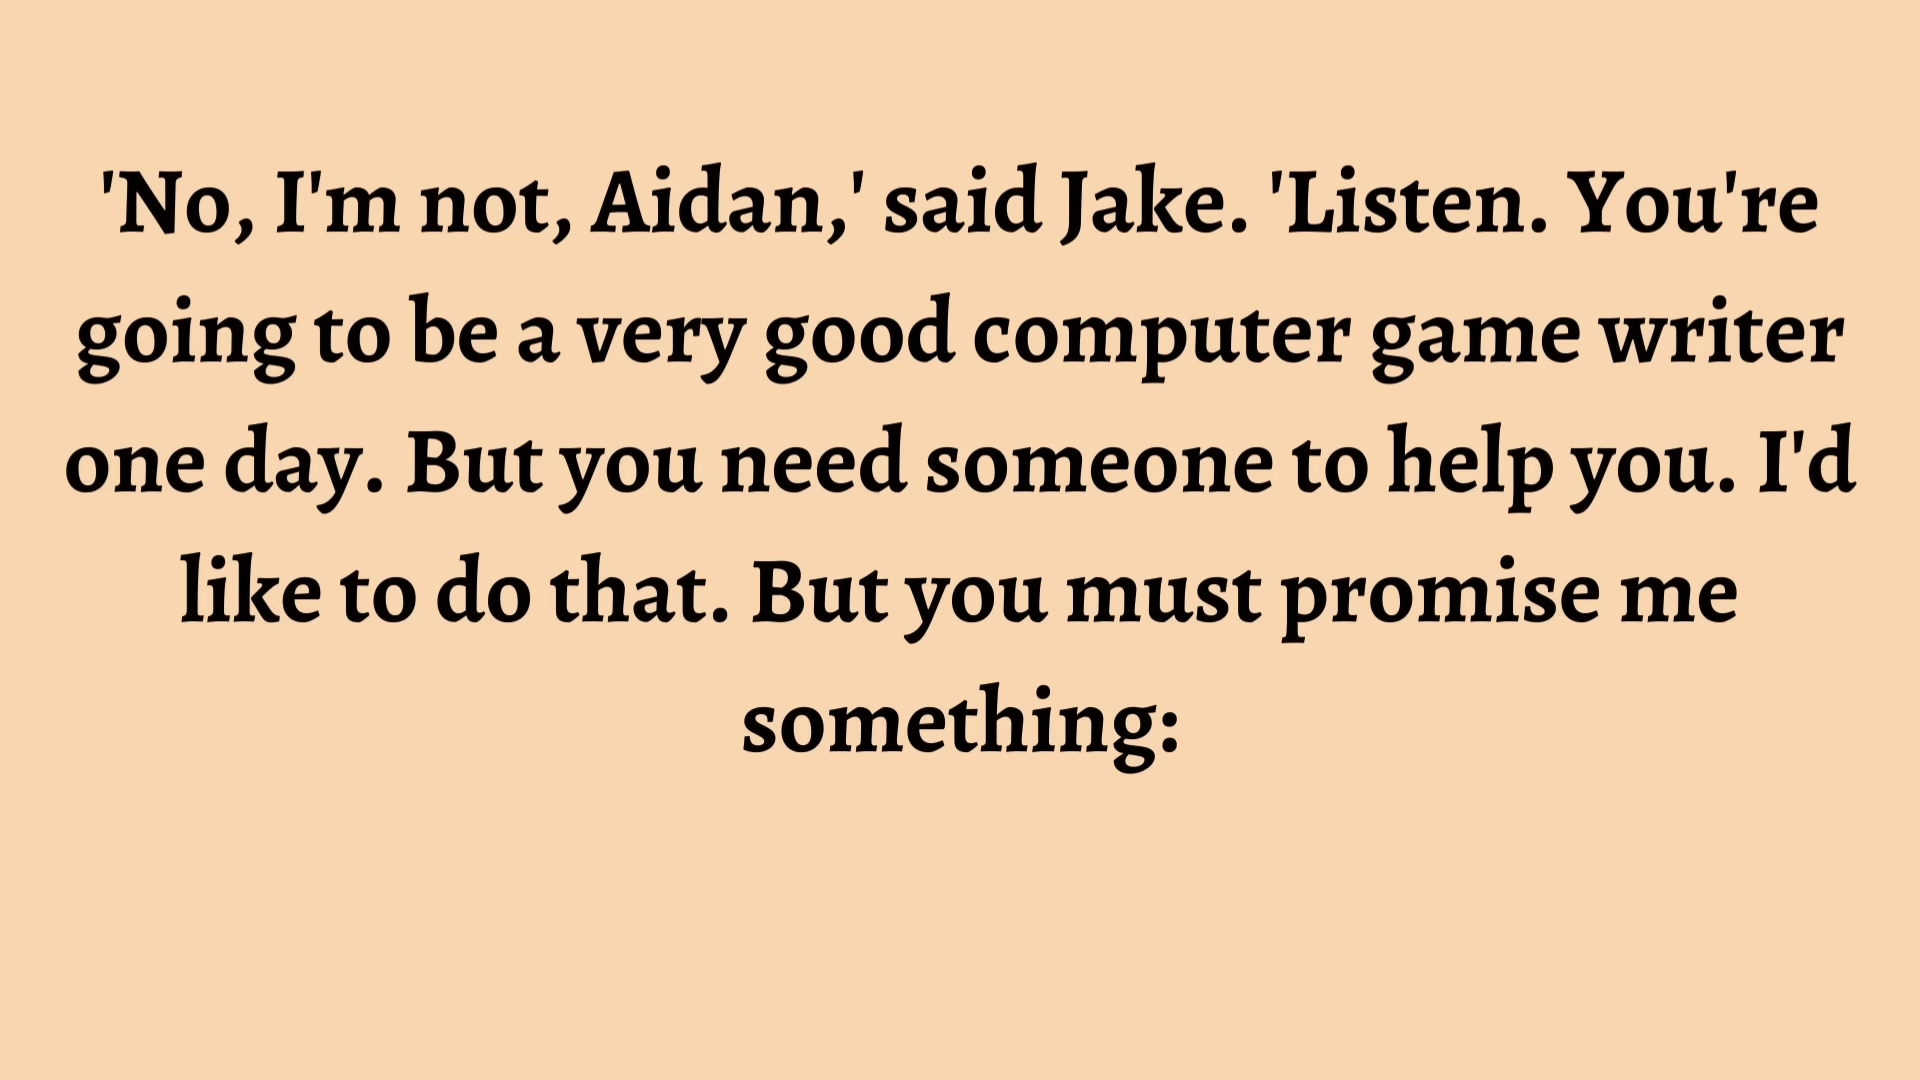 'No, I'm not, Aidan,' said Jake. 'Listen. You're
going to be a very good computer game writer
one day. But you need someone to help you. I'd
like to do that. But you must promise me
something: